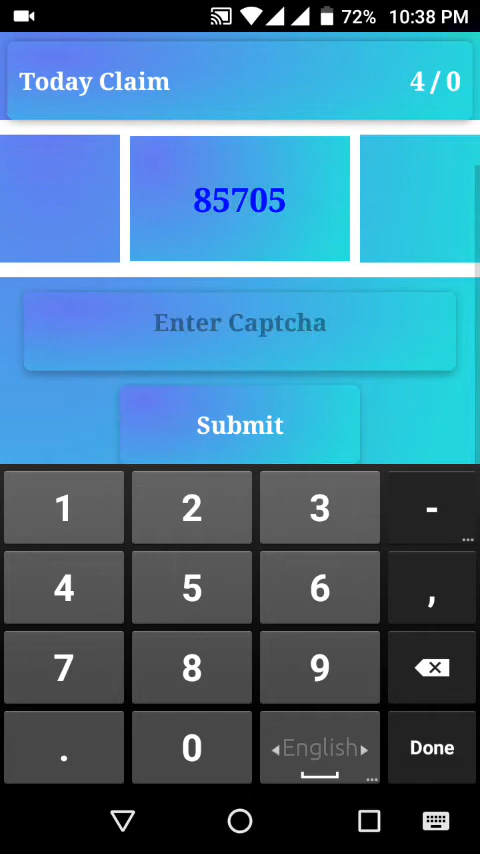 72% 10:38 PM
Today Claim 4 / 0
85705
Enter Captcha
Submit
1 2 3 -
4 5 6 ,
7 8 9
. 0 English Done